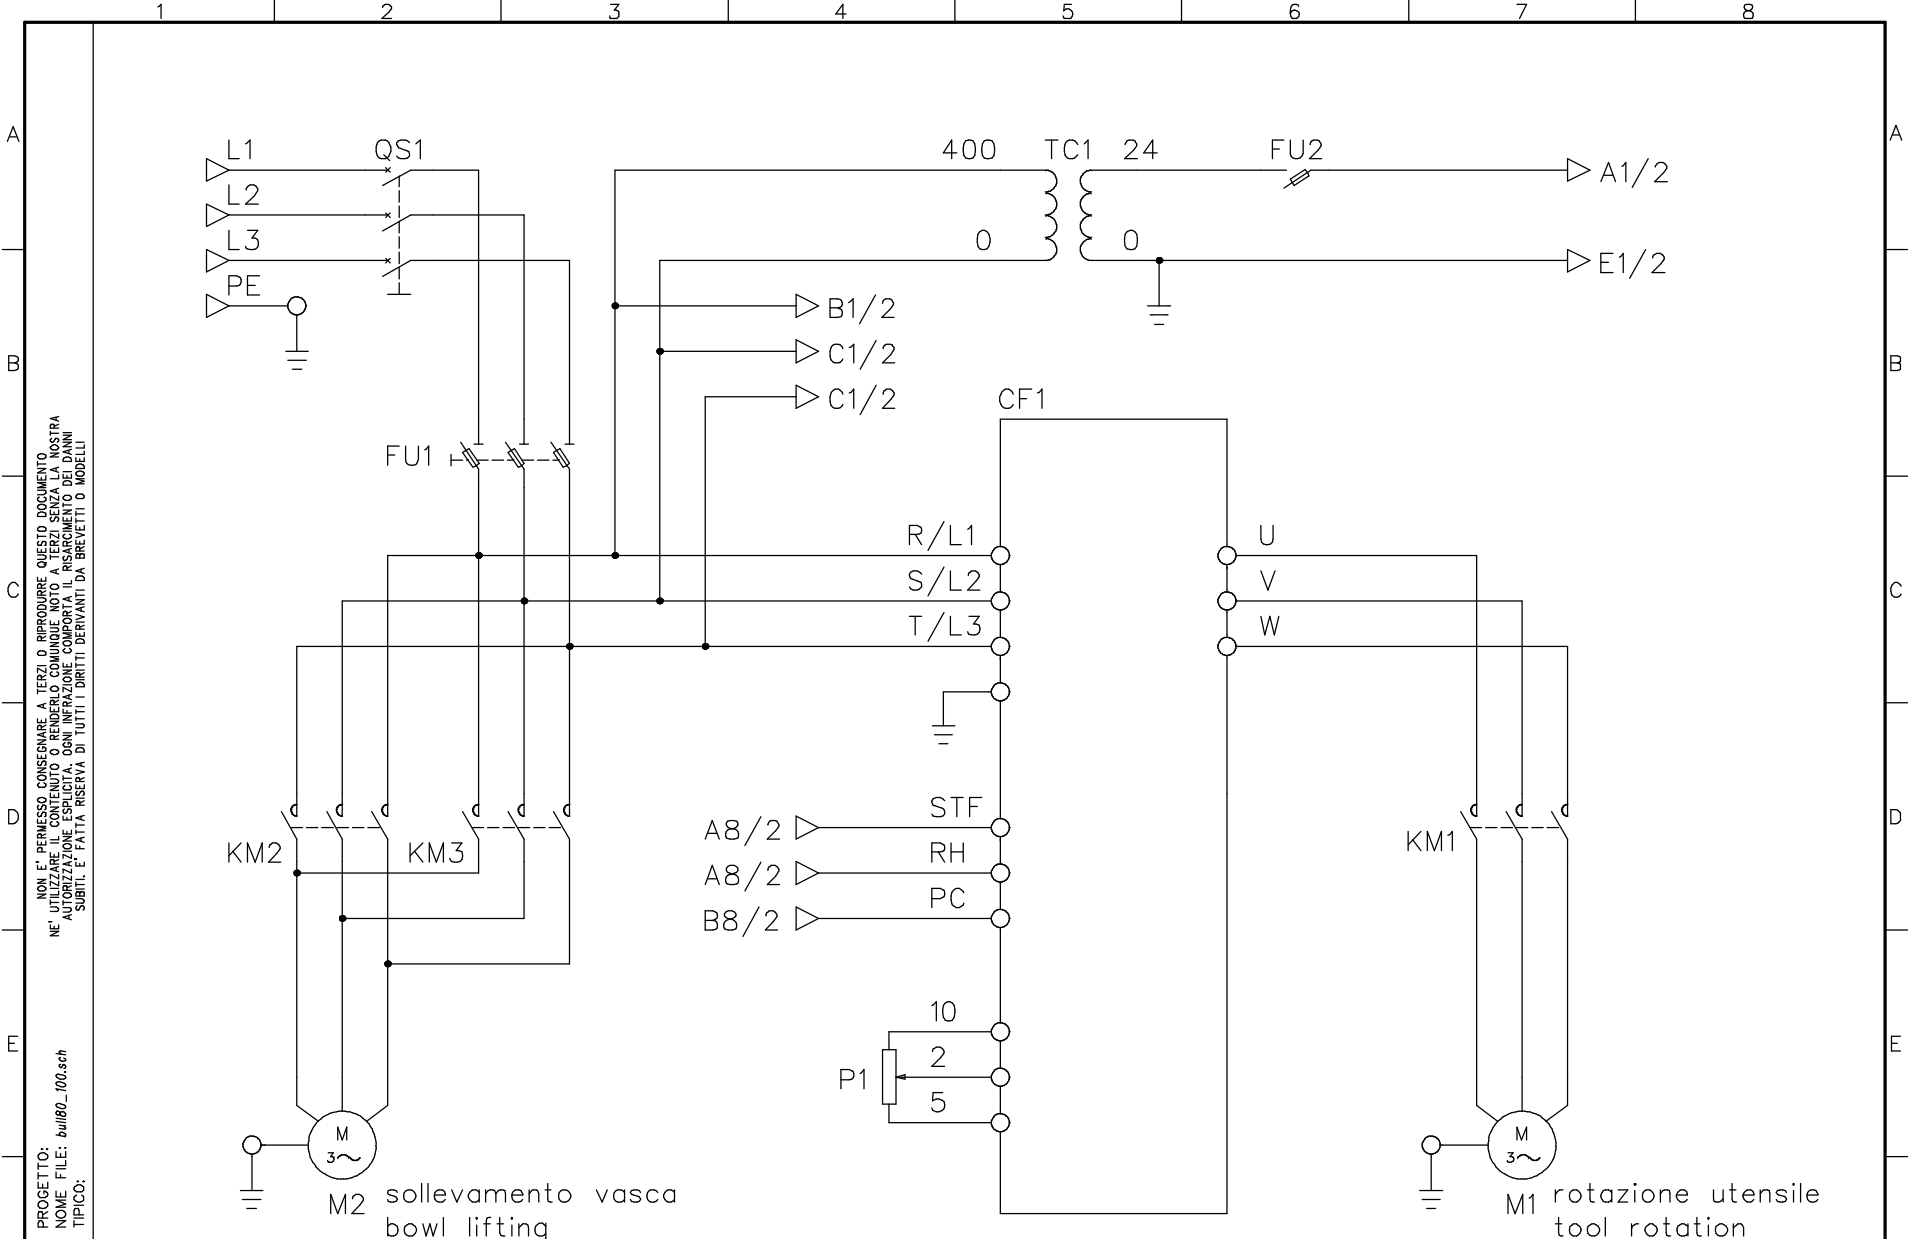 1 2 3 4 5 6 7 8
A A
L1 QS1 400 TC1 24 FU2 A1/2
L2
L3 0 0 E1/2
PE B1/2
B C1/2 B
C1/2 CF1
FU1
R/L1 U
C S/L2 V C
T/L3 W
D STF D
A8/2
KM2 KM3 RH KM1
A8/2
PC
B8/2
10
E 2 E
P1
5
M M
3~ 3~
M2 sollevamento vasca
bowl lifting
M1 rotazione utensile
tool rotation
NON E' PERMESSO CONSEGNARE A TERZI O RIPRODURRE QUESTO DOCUMENTO
NE' UTILIZZARE IL CONTENUTO O RENDERLO COMUNQUE NOTO A TERZI SENZA LA NOSTRA
AUTORIZZAZIONE ESPLICITA. OGNI INFRAZIONE COMPORTA IL RISARCIMENTO DEI DANNI
SUBITI. E' FATTA RISERVA DI TUTTI I DIRITTI DERIVANTI DA BREVETTI O MODELLI
PROGETTO:
NOME FILE: bull80_100.sch
TIPICO: